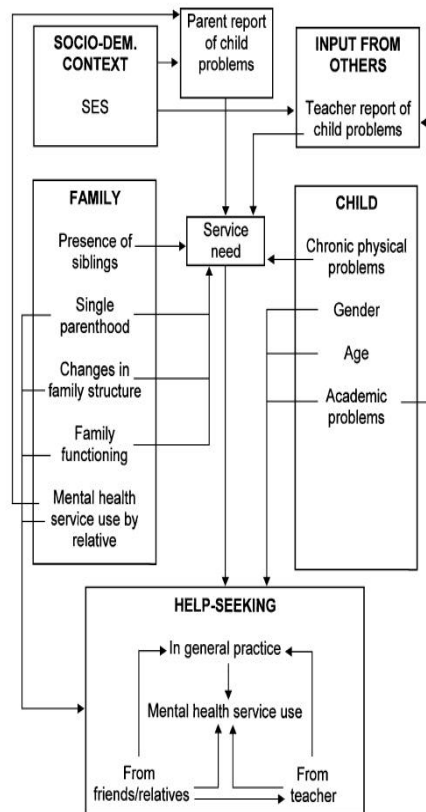 Parent report
of child
problems
SOCIO-DEM.
CONTEXT
SES
INPUT FROM
OTHERS
Teacher report of
child problems
FAMILY
Presence of
siblings
Single
parenthood
Changes in
family structure
Family
functioning
Mental health
service use by
relative
Service
need
CHILD
Chronic physical
problems
Gender
Age
Academic
problems
HELP-SEEKING
In general practice
Mental health service use
From
friends/relatives
From
teacher